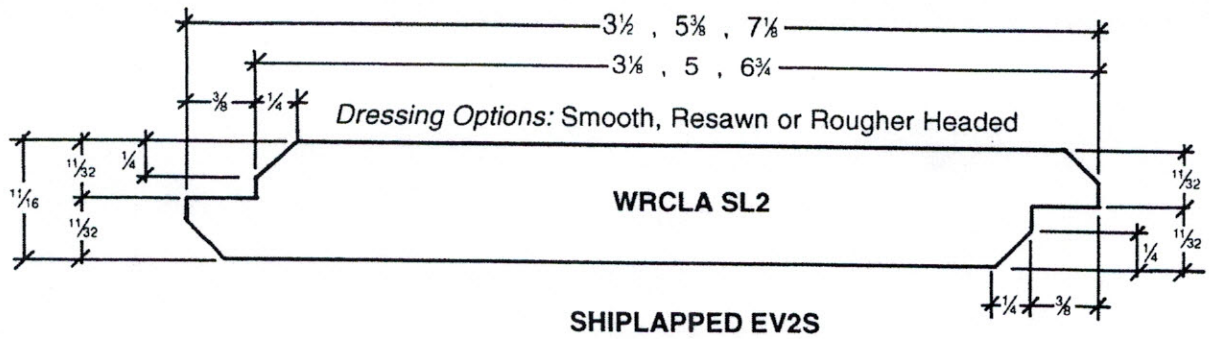 3½ , 5⅜ , 7⅛
3⅛ , 5 , 6¾
⅜ ¼
Dressing Options: Smooth, Resawn or Rougher Headed
11/16 11/32 ¼ 11/32
WRCLA SL2
11/32 11/32
¼
¼ ⅜
SHIPLAPPED EV2S